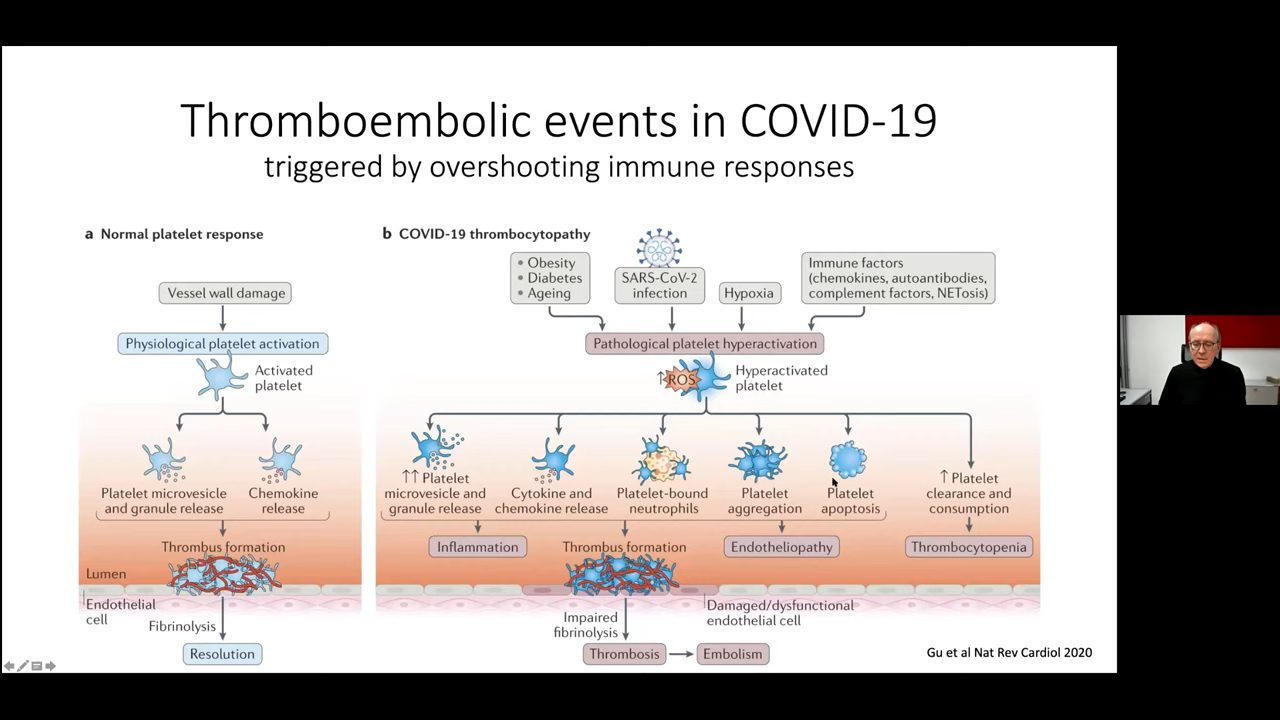 Thromboembolic events in COVID-19
triggered by overshooting immune responses
a Normal platelet response
Vessel wall damage
Physiological platelet activation
Activated
platelet
Platelet microvesicle
and granule release
Chemokine
release
Thrombus formation
Lumen
Endothelial
cell
Fibrinolysis
Resolution
b COVID-19 thrombocytopathy
• Obesity
• Diabetes
• Ageing
SARS-CoV-2
infection
Hypoxia
Immune factors
(chemokines, autoantibodies,
complement factors, NETosis)
Pathological platelet hyperactivation
↑ROS
Hyperactivated
platelet
↑↑ Platelet
microvesicle and
granule release
Cytokine and
chemokine release
Platelet-bound
neutrophils
Platelet
aggregation
Platelet
apoptosis
↑ Platelet
clearance and
consumption
Inflammation
Thrombus formation
Endotheliopathy
Thrombocytopenia
Impaired
fibrinolysis
Damaged/dysfunctional
endothelial cell
Thrombosis
Embolism
Gu et al Nat Rev Cardiol 2020